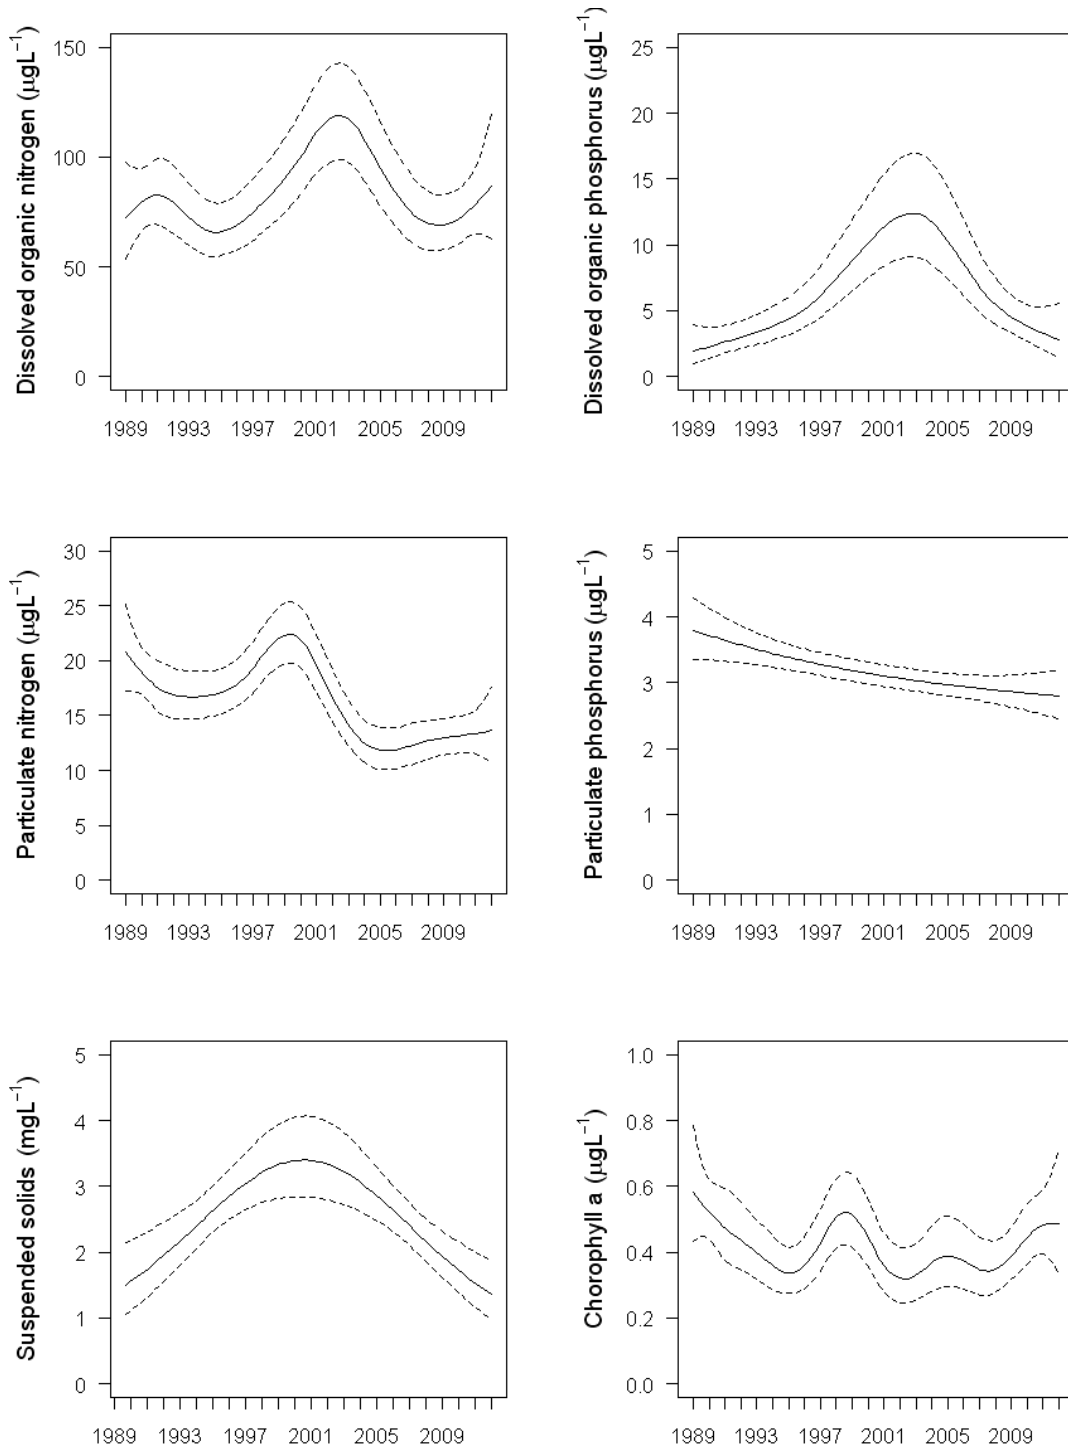 Dissolved organic nitrogen (µgL⁻¹)
150
100
50
0
1989 1993 1997 2001 2005 2009
Dissolved organic phosphorus (µgL⁻¹)
25
20
15
10
5
0
1989 1993 1997 2001 2005 2009
Particulate nitrogen (µgL⁻¹)
30
25
20
15
10
5
0
1989 1993 1997 2001 2005 2009
Particulate phosphorus (µgL⁻¹)
5
4
3
2
1
0
1989 1993 1997 2001 2005 2009
Suspended solids (mgL⁻¹)
5
4
3
2
1
0
1989 1993 1997 2001 2005 2009
Chorophyll a (µgL⁻¹)
1.0
0.8
0.6
0.4
0.2
0.0
1989 1993 1997 2001 2005 2009